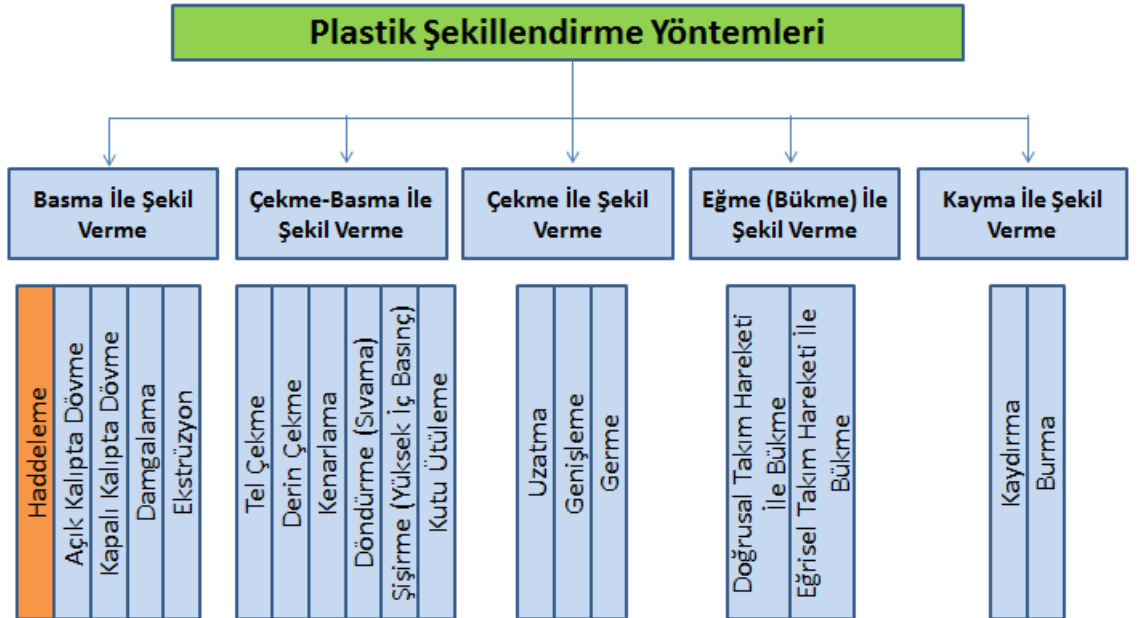 Plastik Şekillendirme Yöntemleri
Basma İle Şekil
Verme
Çekme-Basma İle
Şekil Verme
Çekme İle Şekil
Verme
Eğme (Bükme) İle
Şekil Verme
Kayma İle Şekil
Verme
Haddeleme
Açık Kalıpta Dövme
Kapalı Kalıpta Dövme
Damgalama
Ekstrüzyon
Tel Çekme
Derin Çekme
Kenarlama
Döndürme (Sıvama)
Şişirme (Yüksek İç Basınç)
Kutu Ütüleme
Uzatma
Genişleme
Germe
Doğrusal Takım Hareketi
İle Bükme
Eğrisel Takım Hareketi İle
Bükme
Kaydırma
Burma